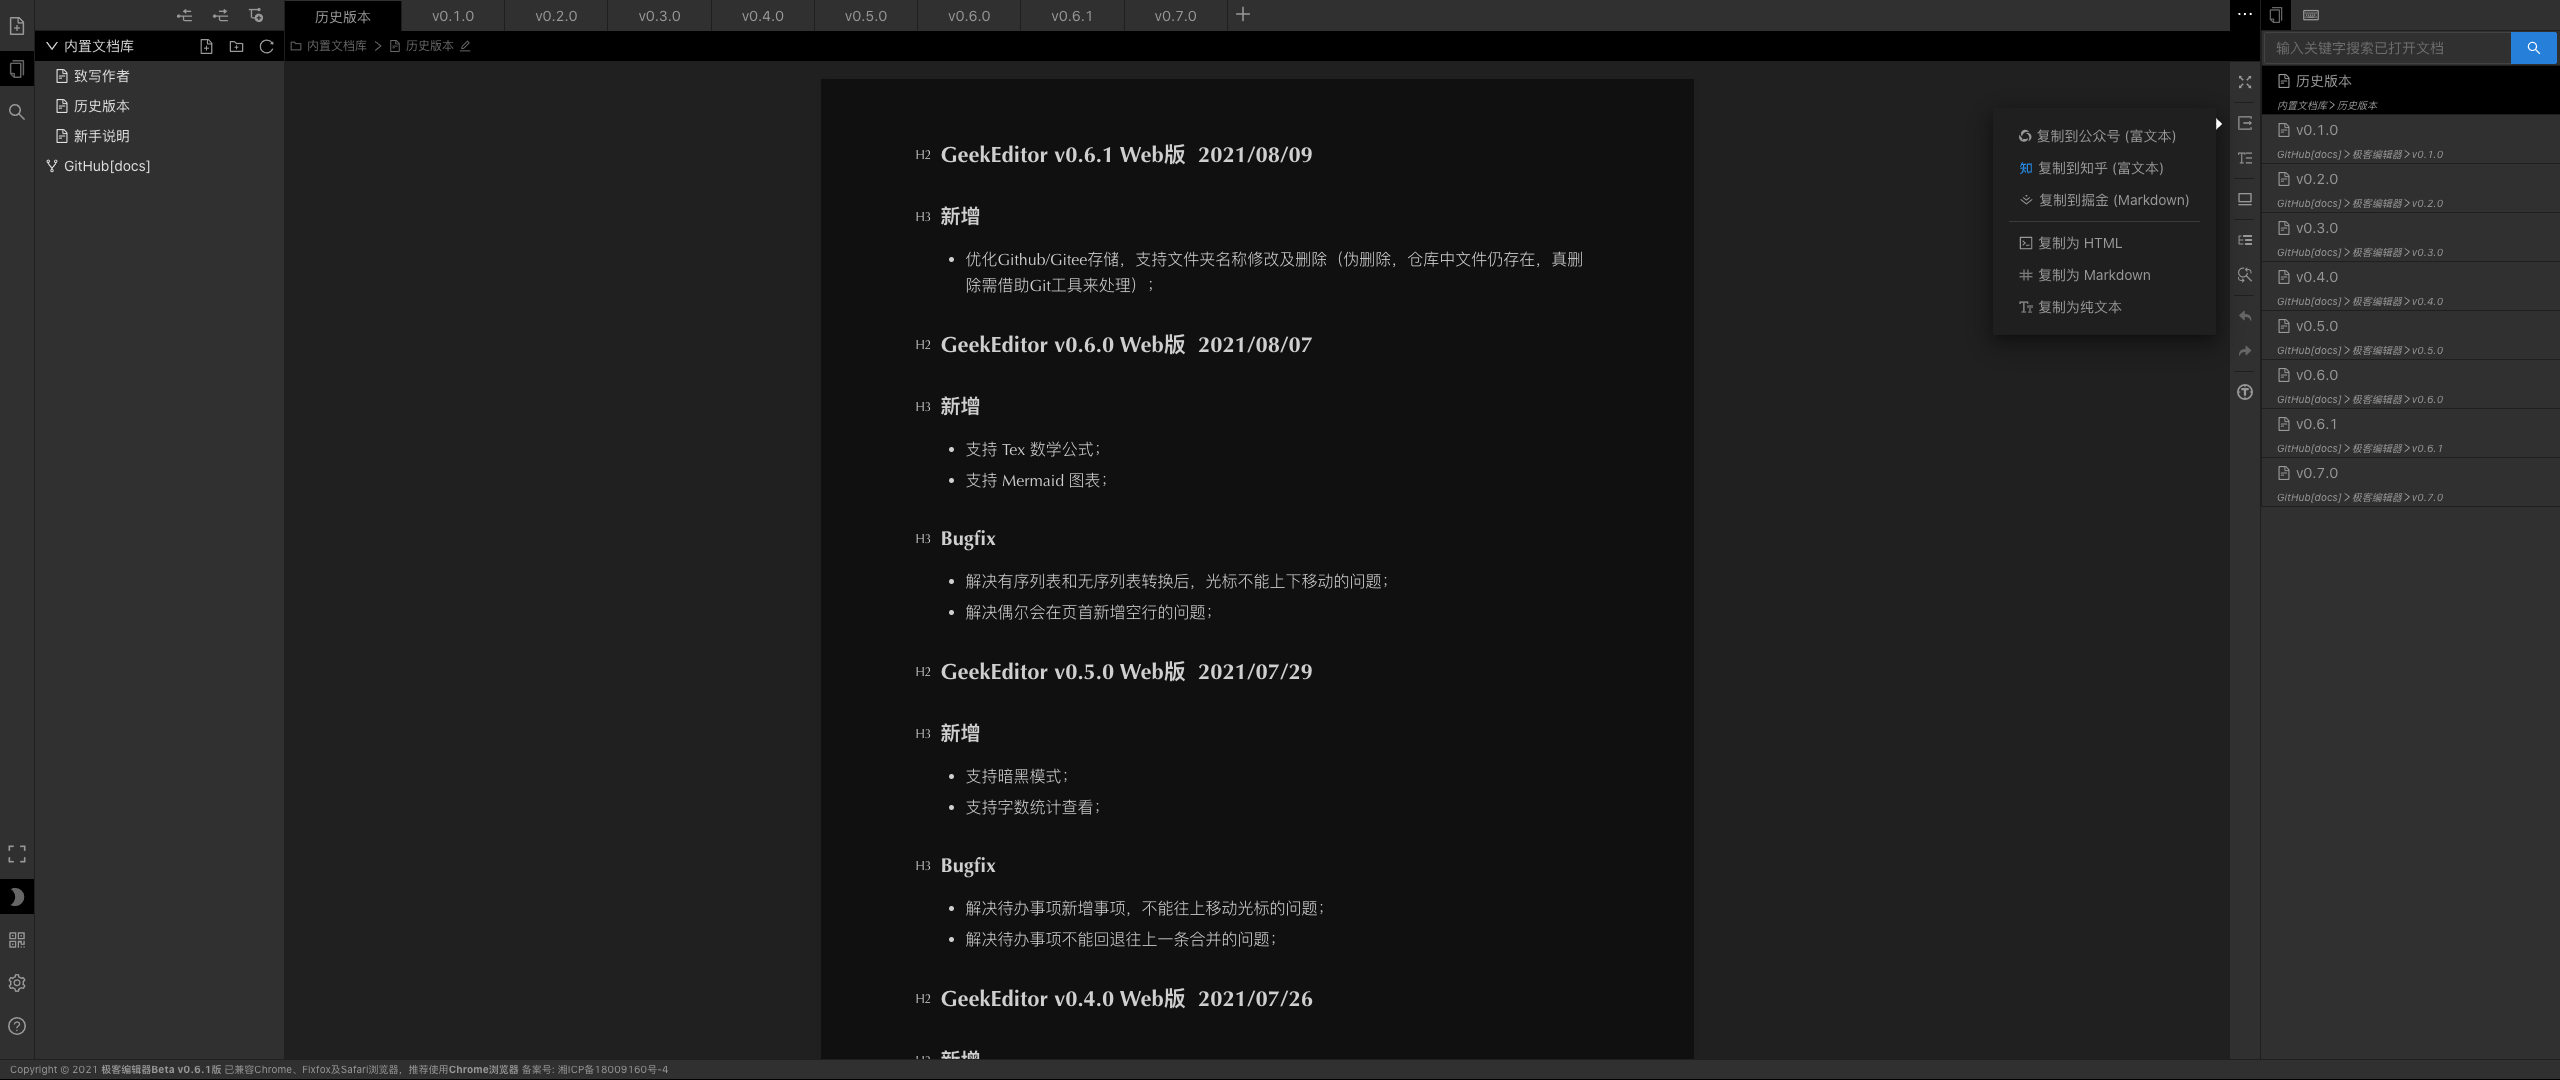 历史版本
v0.1.0
v0.2.0
v0.3.0
v0.4.0
v0.5.0
v0.6.0
v0.6.1
v0.7.0
内置文档库
致写作者
历史版本
新手说明
GitHub[docs]
内置文档库 > 历史版本
H2 GeekEditor v0.6.1 Web版 2021/08/09
H3 新增
• 优化Github/Gitee存储，支持文件夹名称修改及删除（伪删除，仓库中文件仍存在，真删
除需借助Git工具来处理）；
H2 GeekEditor v0.6.0 Web版 2021/08/07
H3 新增
• 支持 Tex 数学公式；
• 支持 Mermaid 图表；
H3 Bugfix
• 解决有序列表和无序列表转换后，光标不能上下移动的问题；
• 解决偶尔会在页首新增空行的问题；
H2 GeekEditor v0.5.0 Web版 2021/07/29
H3 新增
• 支持暗黑模式；
• 支持字数统计查看；
H3 Bugfix
• 解决待办事项新增事项，不能往上移动光标的问题；
• 解决待办事项不能回退往上一条合并的问题；
H2 GeekEditor v0.4.0 Web版 2021/07/26
H3 新增
复制到公众号 (富文本)
知 复制到知乎 (富文本)
复制到掘金 (Markdown)
复制为 HTML
复制为 Markdown
复制为纯文本
输入关键字搜索已打开文档
历史版本
内置文档库 > 历史版本
v0.1.0
GitHub[docs] > 极客编辑器 > v0.1.0
v0.2.0
GitHub[docs] > 极客编辑器 > v0.2.0
v0.3.0
GitHub[docs] > 极客编辑器 > v0.3.0
v0.4.0
GitHub[docs] > 极客编辑器 > v0.4.0
v0.5.0
GitHub[docs] > 极客编辑器 > v0.5.0
v0.6.0
GitHub[docs] > 极客编辑器 > v0.6.0
v0.6.1
GitHub[docs] > 极客编辑器 > v0.6.1
v0.7.0
GitHub[docs] > 极客编辑器 > v0.7.0
Copyright © 2021 极客编辑器Beta v0.6.1版 已兼容Chrome、Fixfox及Safari浏览器，推荐使用Chrome浏览器 备案号: 湘ICP备18009160号-4